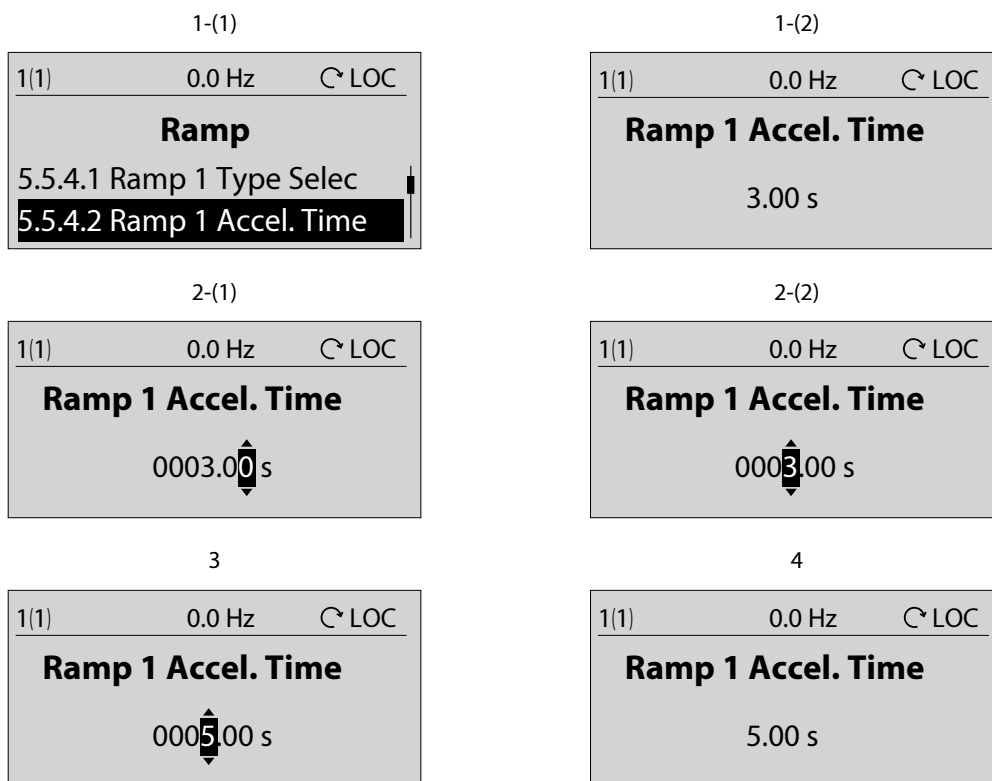 1-(1)
1(1) 0.0 Hz LOC
Ramp
5.5.4.1 Ramp 1 Type Selec
5.5.4.2 Ramp 1 Accel. Time
1-(2)
1(1) 0.0 Hz LOC
Ramp 1 Accel. Time
3.00 s
2-(1)
1(1) 0.0 Hz LOC
Ramp 1 Accel. Time
0003.00 s
2-(2)
1(1) 0.0 Hz LOC
Ramp 1 Accel. Time
0003.00 s
3
1(1) 0.0 Hz LOC
Ramp 1 Accel. Time
0005.00 s
4
1(1) 0.0 Hz LOC
Ramp 1 Accel. Time
5.00 s